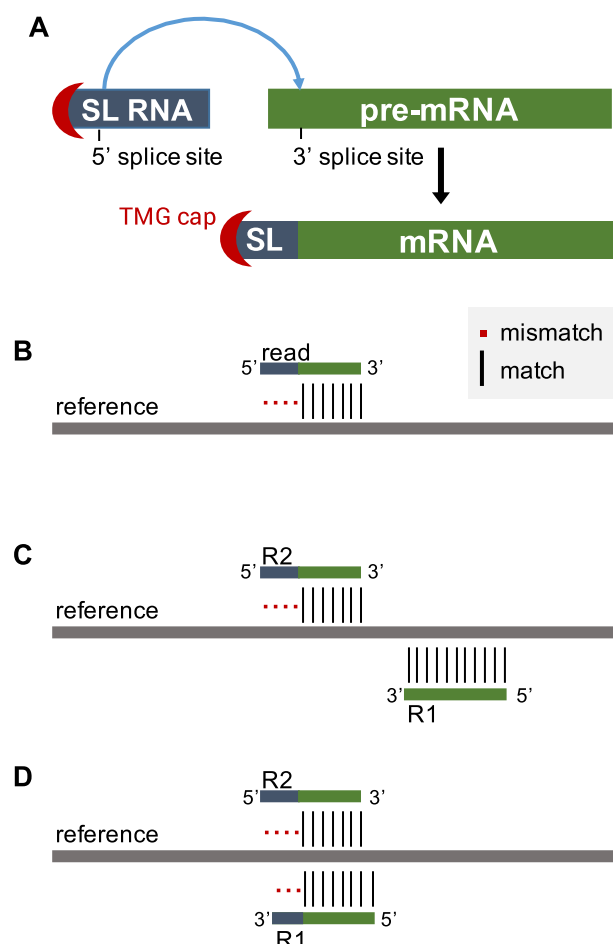 A
SL RNA
pre-mRNA
5’ splice site
3’ splice site
TMG cap
SL
mRNA
mismatch
match
B
read
5’
3’
reference
C
R2
5’
3’
reference
3’
5’
R1
D
R2
5’
3’
reference
3’
5’
R1